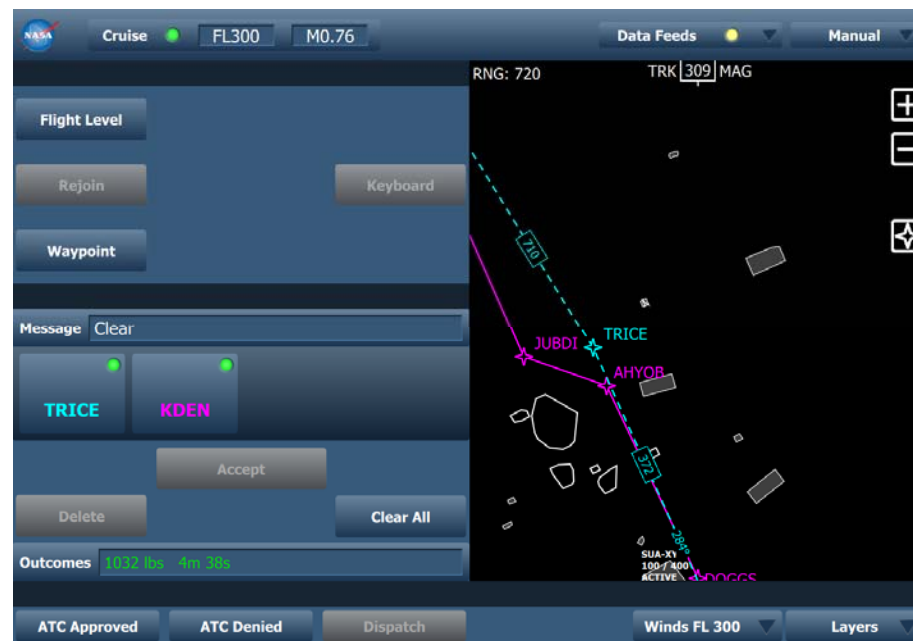 NASA
Cruise FL300 M0.76 Data Feeds Manual
RNG: 720 TRK 309 MAG
Flight Level
Rejoin Keyboard
Waypoint
710
Message Clear
TRICE
JUBDI
AHYOB
TRICE KDEN
Accept
372
Delete Clear All
284°
SUA-XY
100 / 400
ACTIVE
DOGGS
Outcomes 1032 lbs 4m 38s
ATC Approved ATC Denied Dispatch Winds FL 300 Layers